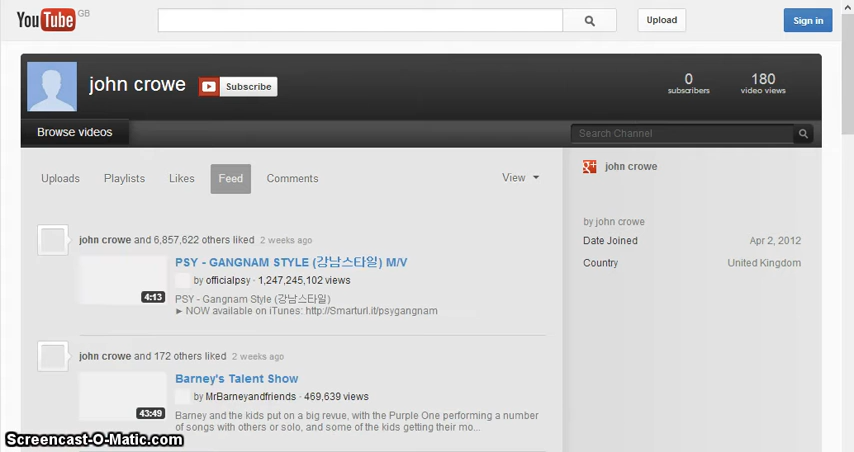 YouTube GB
Upload
Sign in
john crowe
Subscribe
0
subscribers
180
video views
Browse videos
Search Channel
Uploads
Playlists
Likes
Feed
Comments
View
john crowe
john crowe and 6,857,622 others liked 2 weeks ago
PSY - GANGNAM STYLE (강남스타일) M/V
by officialpsy · 1,247,245,102 views
4:13
PSY - Gangnam Style (강남스타일)
► NOW available on iTunes: http://Smarturl.it/psygangnam
by john crowe
Date Joined Apr 2, 2012
Country United Kingdom
john crowe and 172 others liked 2 weeks ago
Barney's Talent Show
by MrBarneyandfriends · 469,639 views
43:49
Barney and the kids put on a big revue, with the Purple One performing a number
of songs with others or solo, and some of the kids getting their mo...
Screencast-O-Matic.com